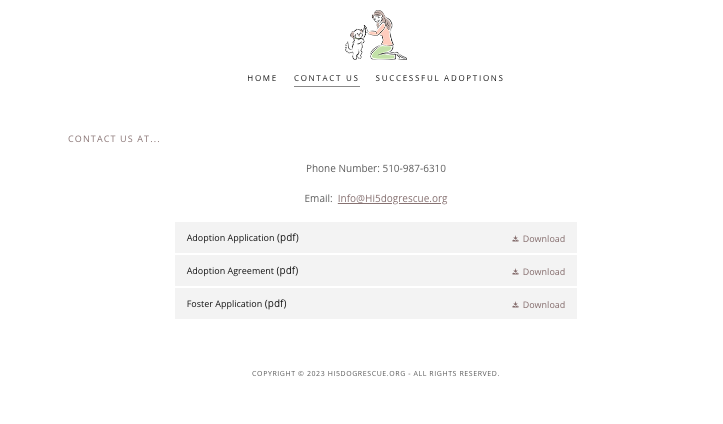 HOME CONTACT US SUCCESSFUL ADOPTIONS
CONTACT US AT...
Phone Number: 510-987-6310
Email: Info@Hi5dogrescue.org
Adoption Application (pdf) Download
Adoption Agreement (pdf) Download
Foster Application (pdf) Download
COPYRIGHT © 2023 HI5DOGRESCUE.ORG - ALL RIGHTS RESERVED.